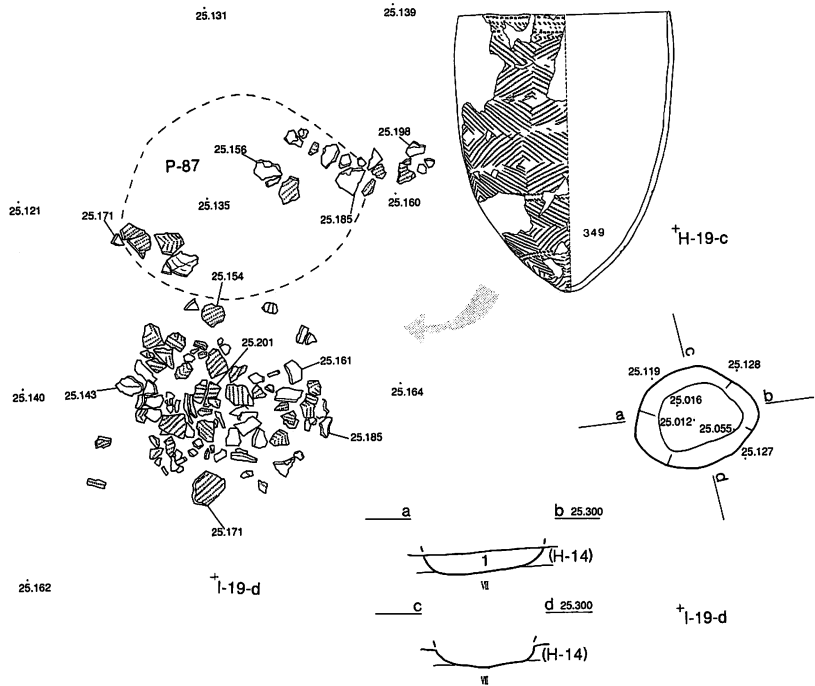 25.131
25.139
25.198
25.156
P-87
25.135
25.185
25.160
25.121
25.171
349
H-19-c
25.154
25.201
25.161
25.140
25.143
25.164
25.185
25.171
25.119
25.128
c
25.016
b
a
25.012
25.055
25.127
d
a
b 25.300
1
(H-14)
Ⅶ
25.162
I-19-d
c
d 25.300
I-19-d
(H-14)
Ⅶ